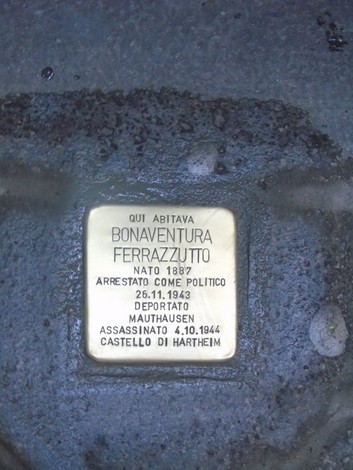 QUI ABITAVA
BONAVENTURA
FERRAZZUTTO
NATO 1887
ARRESTATO COME POLITICO
26.11.1943
DEPORTATO
MAUTHAUSEN
ASSASSINATO 4.10.1944
CASTELLO DI HARTHEIM